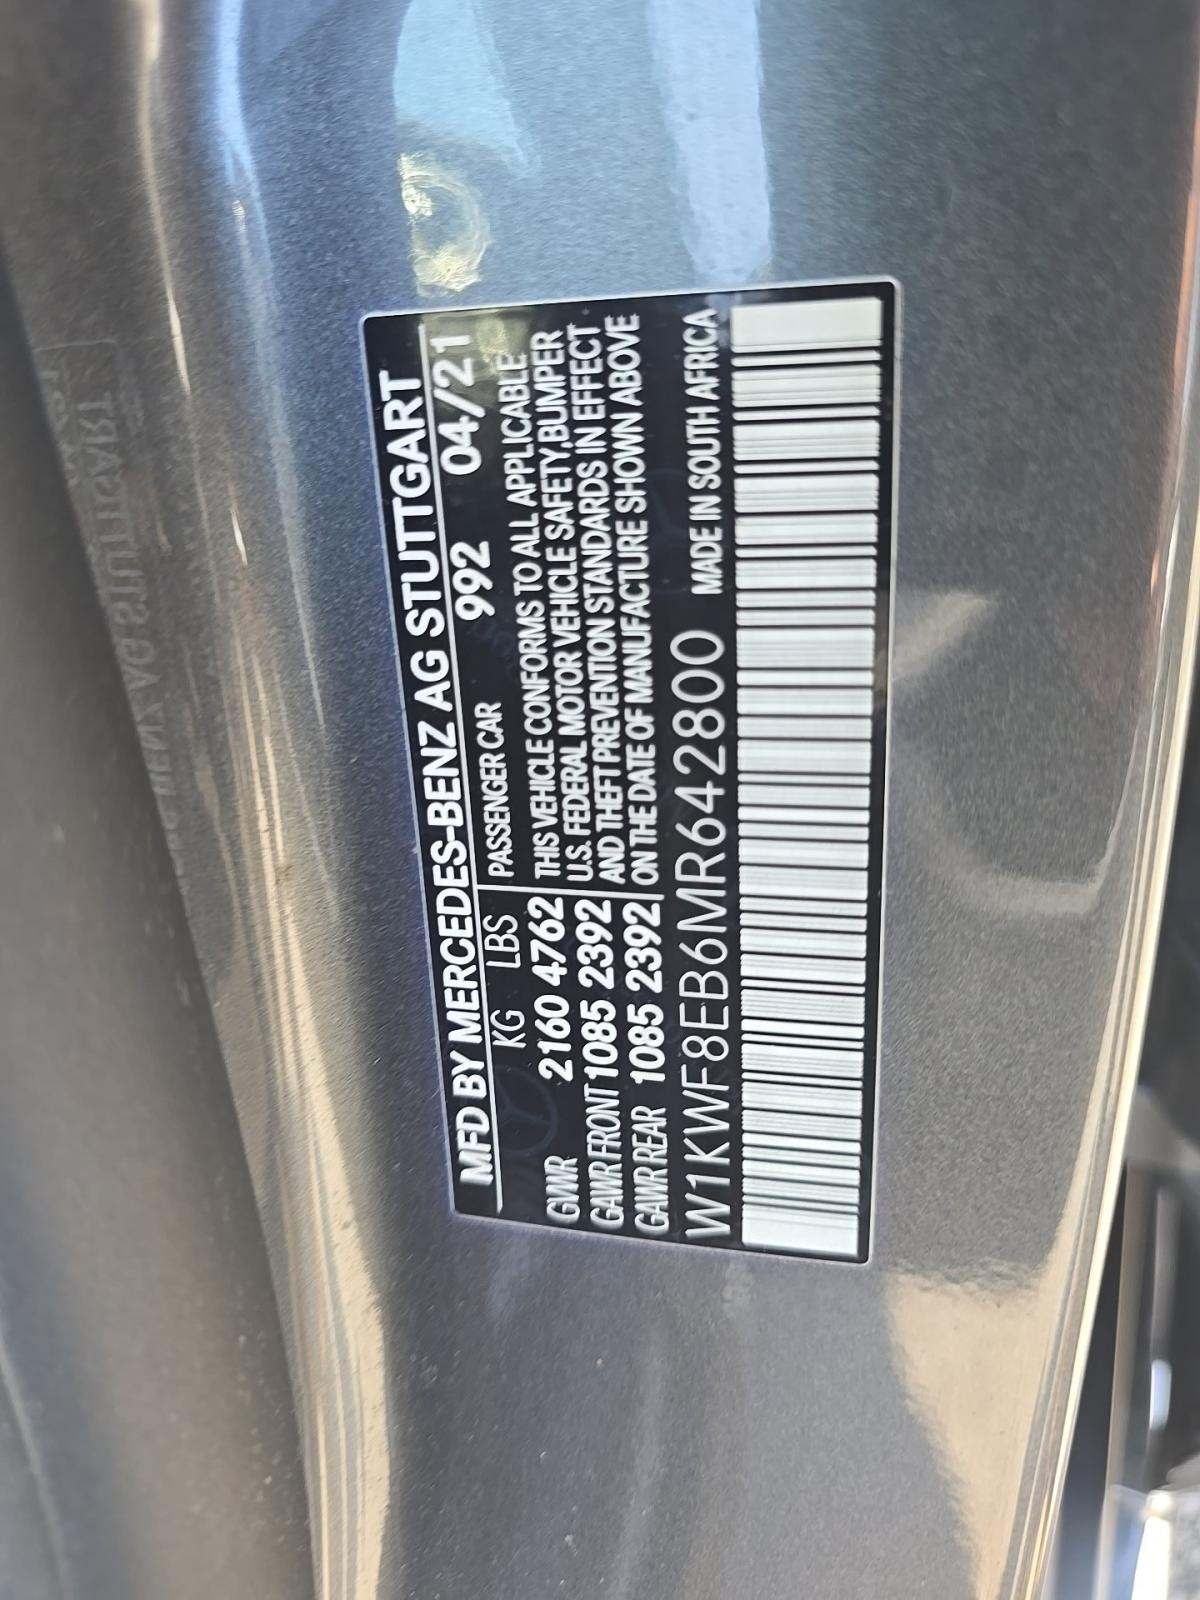 MFD BY MERCEDES-BENZ AG STUTTGART
KG LBS PASSENGER CAR 992 04/21
GVWR 2160 4762 THIS VEHICLE CONFORMS TO ALL APPLICABLE
GAWR FRONT 1085 2392 U.S. FEDERAL MOTOR VEHICLE SAFETY,BUMPER
AND THEFT PREVENTION STANDARDS IN EFFECT
GAWR REAR 1085 2392 ON THE DATE OF MANUFACTURE SHOWN ABOVE
W1KWF8EB6MR642800 MADE IN SOUTH AFRICA